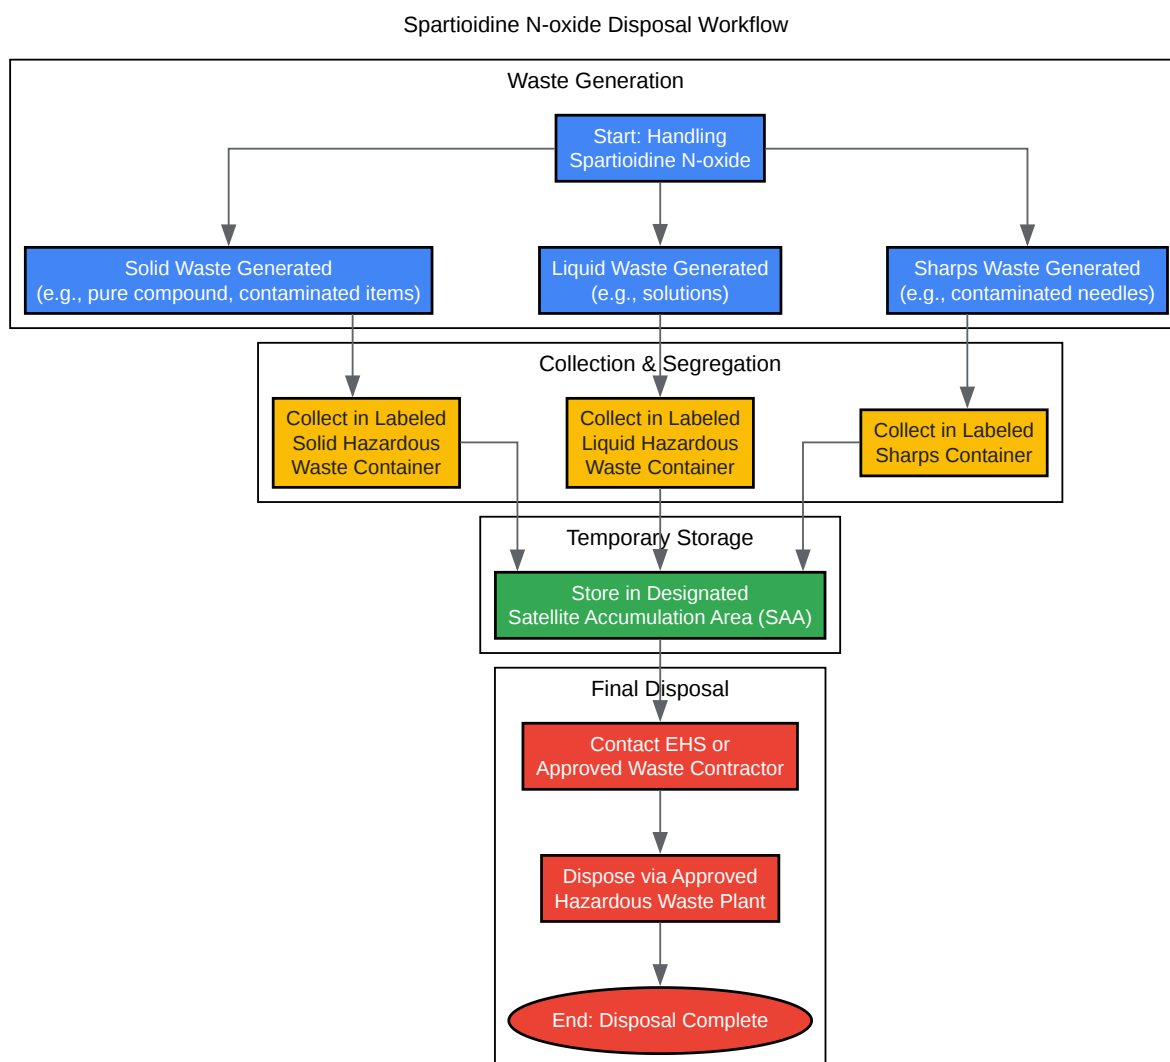 Spartioidine N-oxide Disposal Workflow
Waste Generation
Start: Handling
Spartioidine N-oxide
Solid Waste Generated
(e.g., pure compound, contaminated items)
Liquid Waste Generated
(e.g., solutions)
Sharps Waste Generated
(e.g., contaminated needles)
Collection & Segregation
Collect in Labeled
Solid Hazardous
Waste Container
Collect in Labeled
Liquid Hazardous
Waste Container
Collect in Labeled
Sharps Container
Temporary Storage
Store in Designated
Satellite Accumulation Area (SAA)
Final Disposal
Contact EHS or
Approved Waste Contractor
Dispose via Approved
Hazardous Waste Plant
End: Disposal Complete